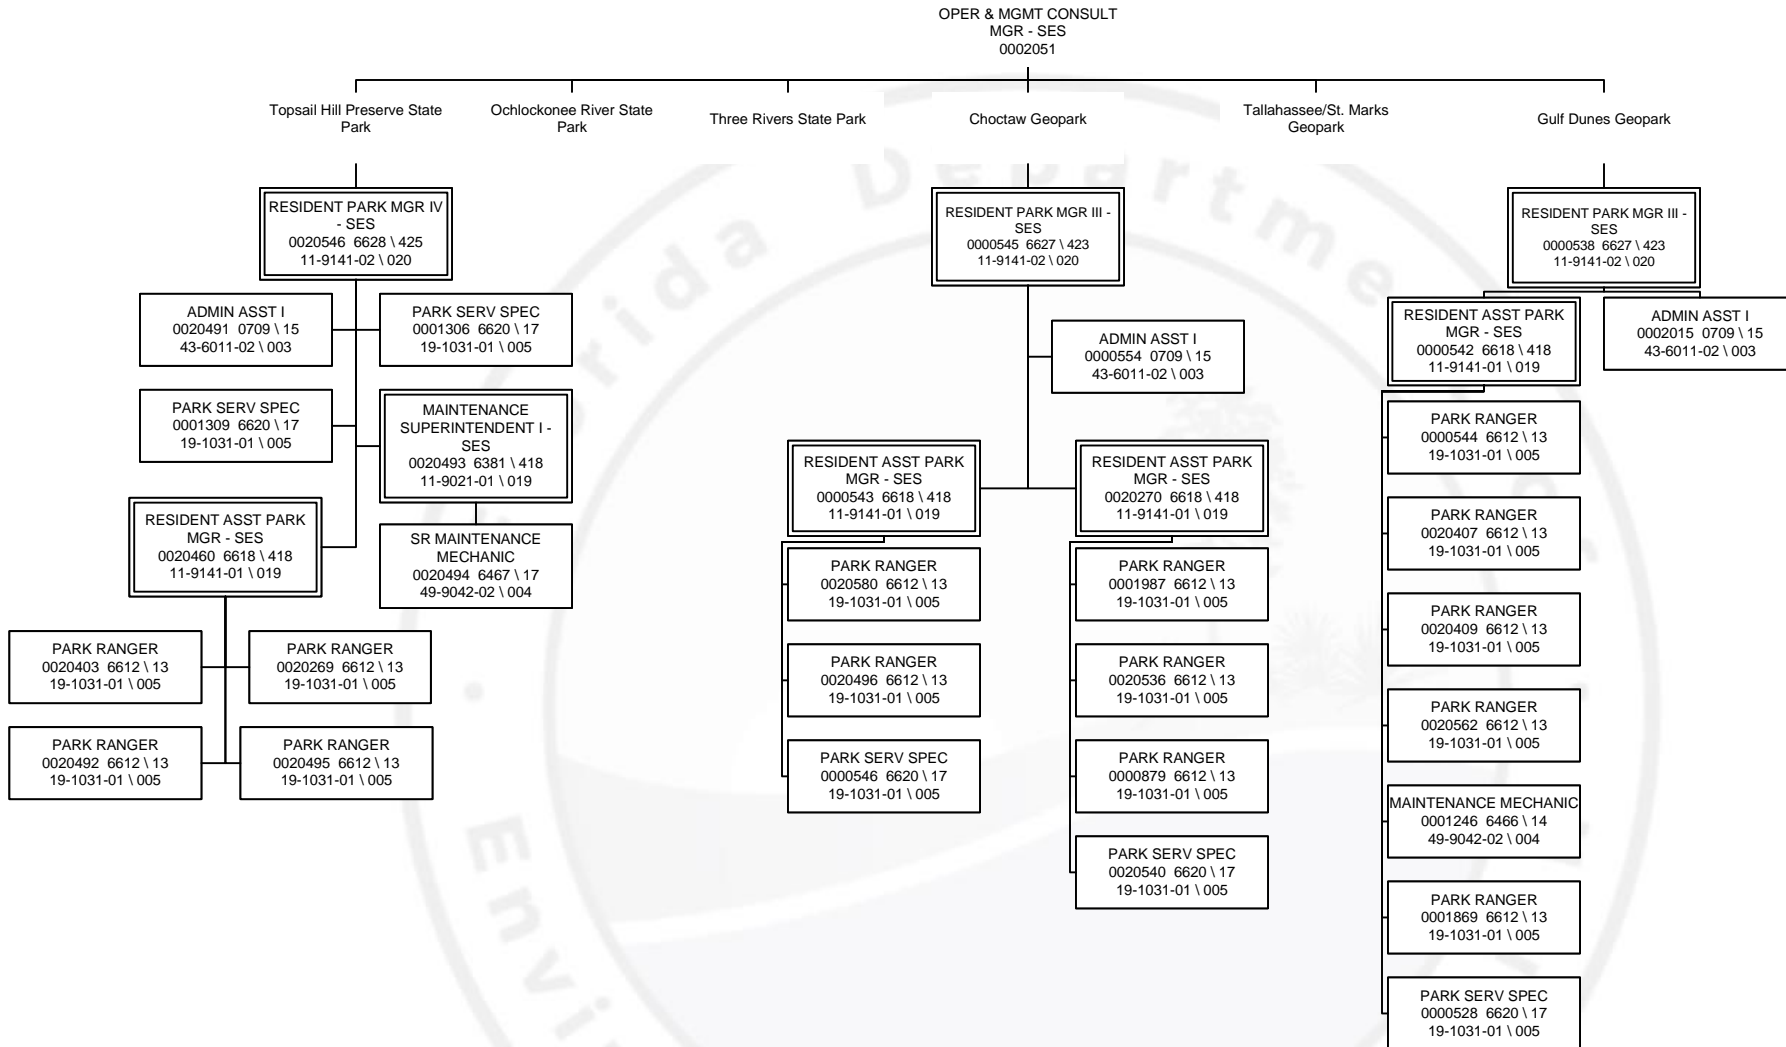 OPER & MGMT CONSULT
MGR - SES
0002051
Topsail Hill Preserve State
Park
Ochlockonee River State
Park
Three Rivers State Park
Choctaw Geopark
Tallahassee/St. Marks
Geopark
Gulf Dunes Geopark
RESIDENT PARK MGR IV
- SES
0020546 6628 \ 425
11-9141-02 \ 020
ADMIN ASST I
0020491 0709 \ 15
43-6011-02 \ 003
PARK SERV SPEC
0001306 6620 \ 17
19-1031-01 \ 005
PARK SERV SPEC
0001309 6620 \ 17
19-1031-01 \ 005
MAINTENANCE
SUPERINTENDENT I -
SES
0020493 6381 \ 418
11-9021-01 \ 019
SR MAINTENANCE
MECHANIC
0020494 6467 \ 17
49-9042-02 \ 004
RESIDENT ASST PARK
MGR - SES
0020460 6618 \ 418
11-9141-01 \ 019
PARK RANGER
0020403 6612 \ 13
19-1031-01 \ 005
PARK RANGER
0020269 6612 \ 13
19-1031-01 \ 005
PARK RANGER
0020492 6612 \ 13
19-1031-01 \ 005
PARK RANGER
0020495 6612 \ 13
19-1031-01 \ 005
RESIDENT PARK MGR III -
SES
0000545 6627 \ 423
11-9141-02 \ 020
ADMIN ASST I
0000554 0709 \ 15
43-6011-02 \ 003
RESIDENT ASST PARK
MGR - SES
0000543 6618 \ 418
11-9141-01 \ 019
PARK RANGER
0020580 6612 \ 13
19-1031-01 \ 005
PARK RANGER
0020496 6612 \ 13
19-1031-01 \ 005
PARK SERV SPEC
0000546 6620 \ 17
19-1031-01 \ 005
RESIDENT ASST PARK
MGR - SES
0020270 6618 \ 418
11-9141-01 \ 019
PARK RANGER
0001987 6612 \ 13
19-1031-01 \ 005
PARK RANGER
0020536 6612 \ 13
19-1031-01 \ 005
PARK RANGER
0000879 6612 \ 13
19-1031-01 \ 005
PARK SERV SPEC
0020540 6620 \ 17
19-1031-01 \ 005
RESIDENT PARK MGR III -
SES
0000538 6627 \ 423
11-9141-02 \ 020
RESIDENT ASST PARK
MGR - SES
0000542 6618 \ 418
11-9141-01 \ 019
ADMIN ASST I
0002015 0709 \ 15
43-6011-02 \ 003
PARK RANGER
0000544 6612 \ 13
19-1031-01 \ 005
PARK RANGER
0020407 6612 \ 13
19-1031-01 \ 005
PARK RANGER
0020409 6612 \ 13
19-1031-01 \ 005
PARK RANGER
0020562 6612 \ 13
19-1031-01 \ 005
MAINTENANCE MECHANIC
0001246 6466 \ 14
49-9042-02 \ 004
PARK RANGER
0001869 6612 \ 13
19-1031-01 \ 005
PARK SERV SPEC
0000528 6620 \ 17
19-1031-01 \ 005